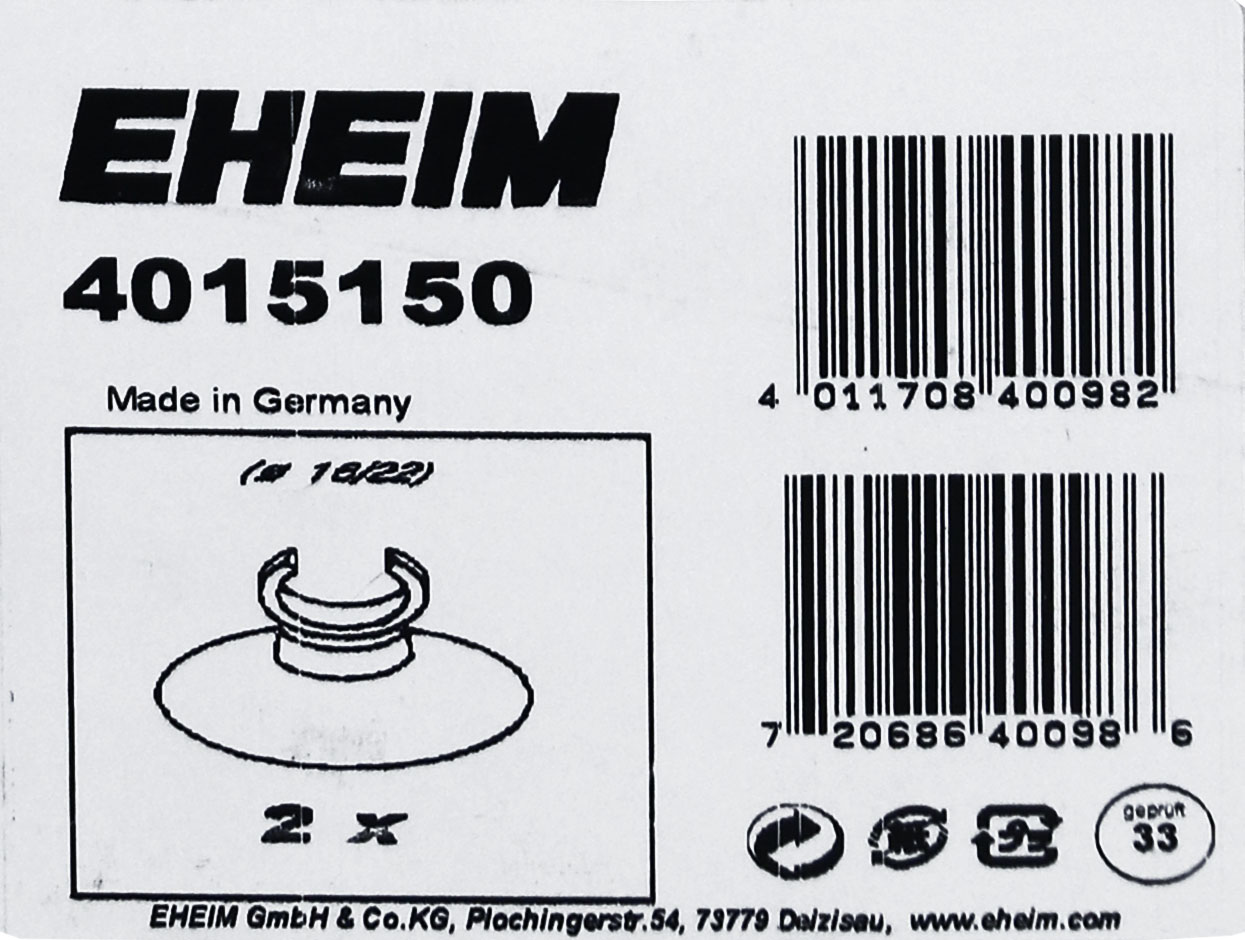 EHEIM
4015150
Made in Germany
(ø 16/22)
2 x
4 011708 400982
7 20686 40098 6
geprüft
33
EHEIM GmbH & Co.KG, Plochingerstr.54, 73779 Deizisau, www.eheim.com